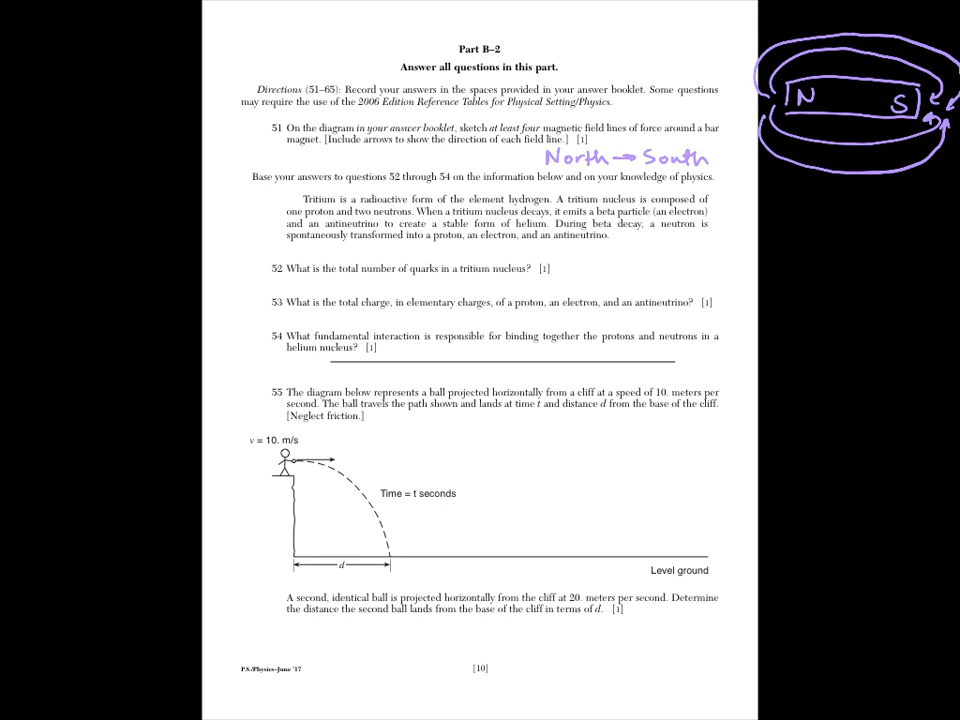 Part B–2
Answer all questions in this part.
Directions (51–65): Record your answers in the spaces provided in your answer booklet. Some questions
may require the use of the 2006 Edition Reference Tables for Physical Setting/Physics.
N
S
51 On the diagram in your answer booklet, sketch at least four magnetic field lines of force around a bar
magnet. [Include arrows to show the direction of each field line.] [1]
North → South
Base your answers to questions 52 through 54 on the information below and on your knowledge of physics.
Tritium is a radioactive form of the element hydrogen. A tritium nucleus is composed of
one proton and two neutrons. When a tritium nucleus decays, it emits a beta particle (an electron)
and an antineutrino to create a stable form of helium. During beta decay, a neutron is
spontaneously transformed into a proton, an electron, and an antineutrino.
52 What is the total number of quarks in a tritium nucleus? [1]
53 What is the total charge, in elementary charges, of a proton, an electron, and an antineutrino? [1]
54 What fundamental interaction is responsible for binding together the protons and neutrons in a
helium nucleus? [1]
55 The diagram below represents a ball projected horizontally from a cliff at a speed of 10. meters per
second. The ball travels the path shown and lands at time t and distance d from the base of the cliff.
[Neglect friction.]
v = 10. m/s
Time = t seconds
d
Level ground
A second, identical ball is projected horizontally from the cliff at 20. meters per second. Determine
the distance the second ball lands from the base of the cliff in terms of d. [1]
P.S./Physics–June '17
[10]